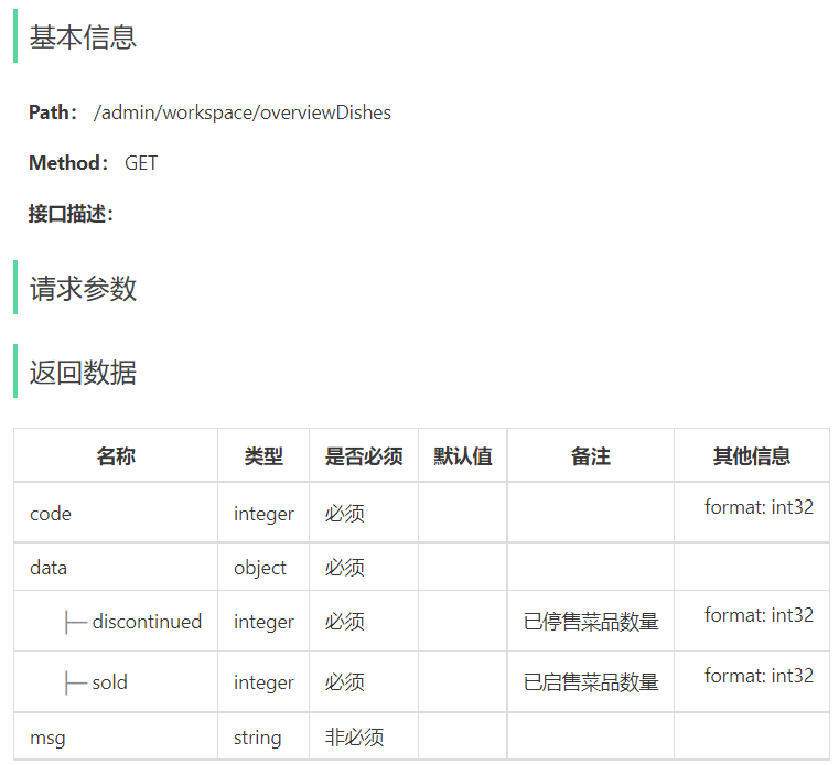 基本信息
Path： /admin/workspace/overviewDishes
Method： GET
接口描述：
请求参数
返回数据
名称 类型 是否必须 默认值 备注 其他信息
code integer 必须 format: int32
data object 必须
├─ discontinued integer 必须 已停售菜品数量 format: int32
├─ sold integer 必须 已启售菜品数量 format: int32
msg string 非必须